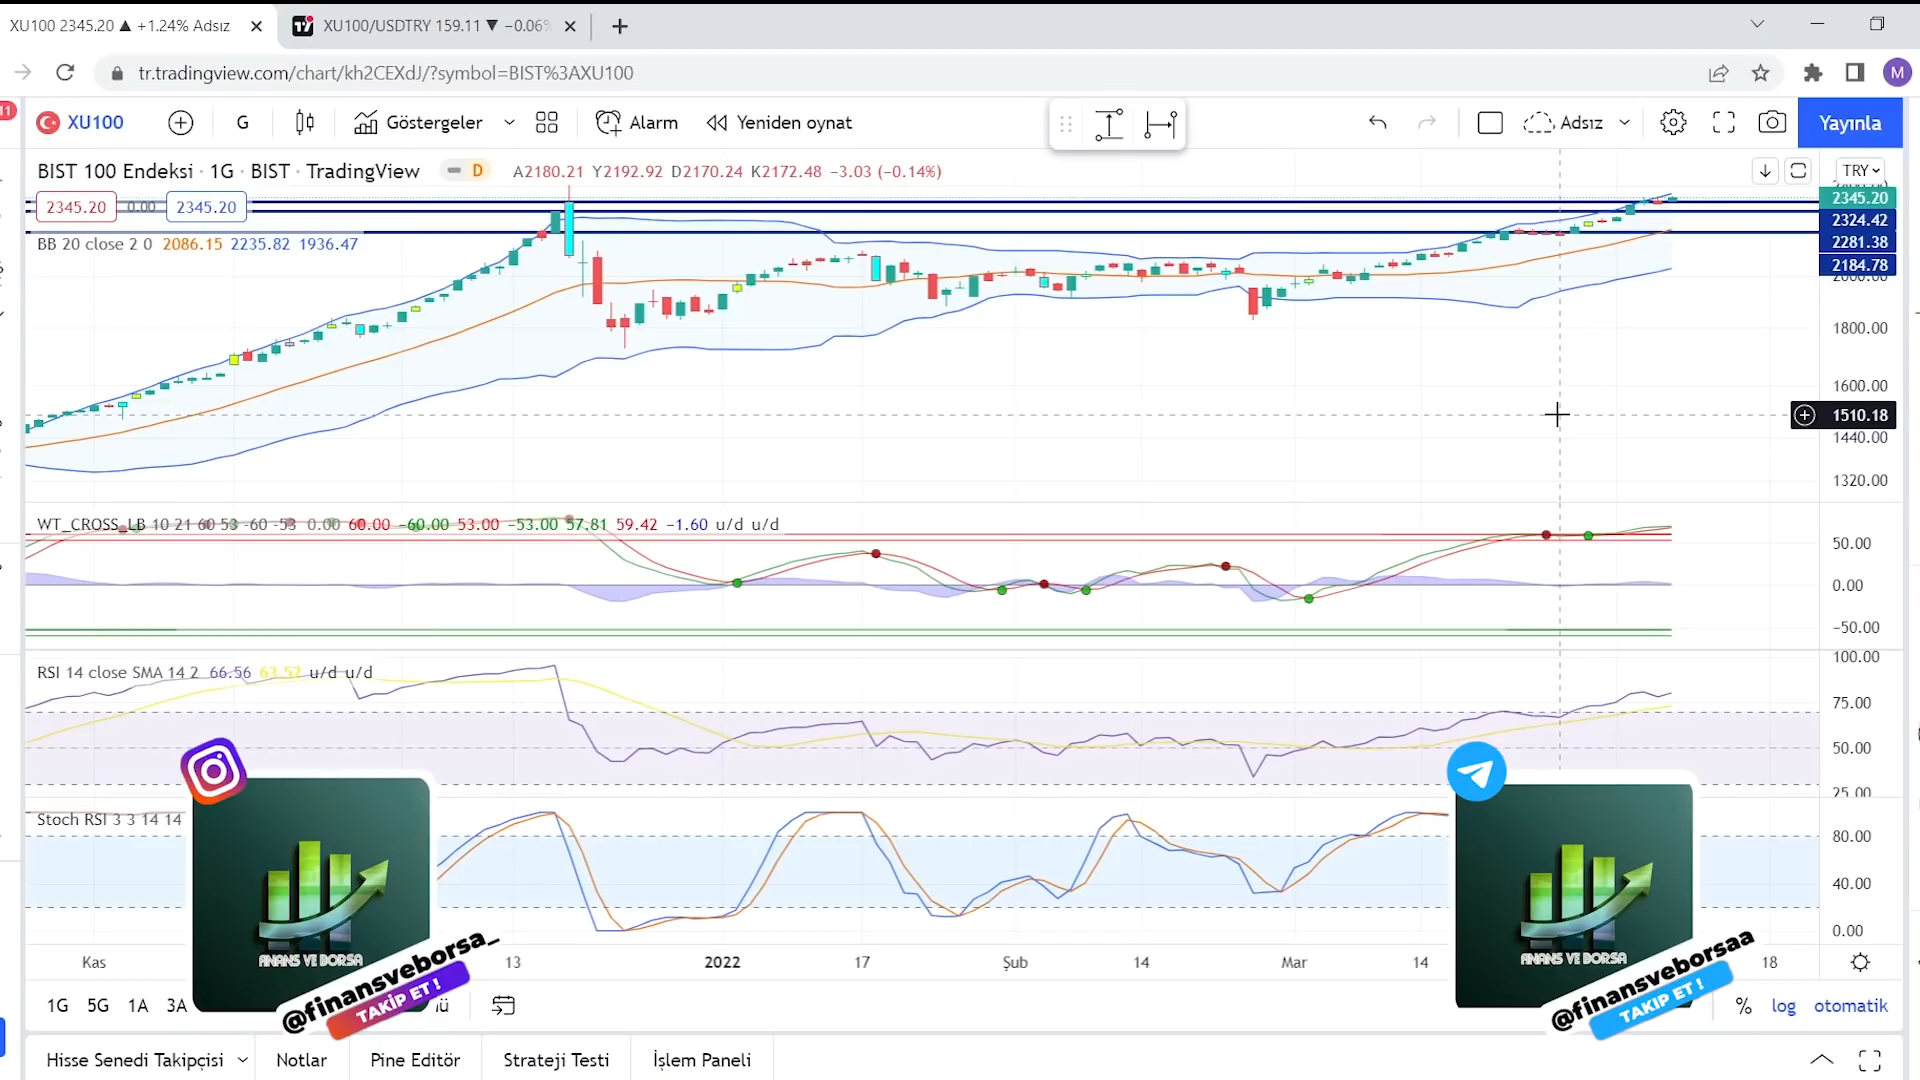 XU100 2345.20 ▲ +1.24% Adsız
XU100/USDTRY 159.11 ▼ −0.06%
tr.tradingview.com/chart/kh2CEXdJ/?symbol=BIST%3AXU100
M
11
XU100
G
Göstergeler
Alarm
Yeniden oynat
Adsız
Yayınla
BIST 100 Endeksi · 1G · BIST · TradingView
D
A2180.21 Y2192.92 D2170.24 K2172.48 −3.03 (−0.14%)
TRY
2345.20 0.00 2345.20
BB 20 close 2 0 2086.15 2235.82 1936.47
2345.20
2324.42
2281.38
2184.78
2000.00
1800.00
1600.00
1510.18
1440.00
1320.00
WT_CROSS_LB 10 21 60 53 -60 -53 0.00 60.00 −60.00 53.00 −53.00 57.81 59.42 −1.60 u/d u/d
50.00
0.00
−50.00
RSI 14 close SMA 14 2 66.56 63.52 u/d u/d
100.00
75.00
50.00
25.00
Stoch RSI 3 3 14 14
80.00
40.00
0.00
FINANS VE BORSA
@finansveborsa_
TAKİP ET !
FINANS VE BORSA
@finansveborsaa
TAKIP ET !
Kas
13
2022
17
Şub
14
Mar
14
18
1G 5G 1A 3A
% log otomatik
Hisse Senedi Takipçisi
Notlar
Pine Editör
Strateji Testi
İşlem Paneli